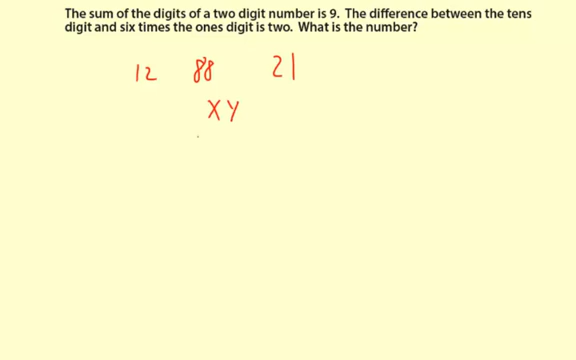 The sum of the digits of a two digit number is 9. The difference between the tens
digit and six times the ones digit is two. What is the number?
12 88 21
X Y